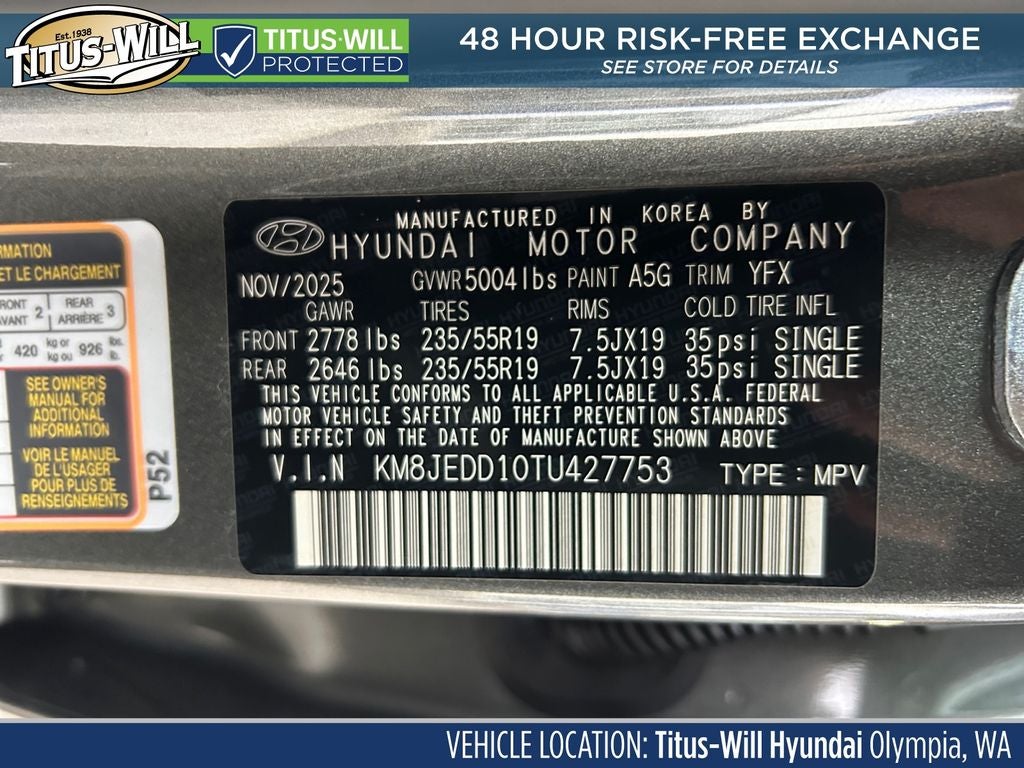 Est. 1938
TITUS-WILL
TITUS-WILL
PROTECTED
48 HOUR RISK-FREE EXCHANGE
SEE STORE FOR DETAILS
RMATION
ET LE CHARGEMENT
RONT 2 REAR 3
AVANT ARRIÈRE
420 kg or kg ou 926 lbs. lb.
SEE OWNER'S
MANUAL FOR
ADDITIONAL
INFORMATION
VOIR LE MANUEL
DE L'USAGER
POUR PLUS DE
RENSEIGNEMENTS
P52
MANUFACTURED IN KOREA BY
HYUNDAI MOTOR COMPANY
NOV/2025 GVWR 5004 lbs PAINT A5G TRIM YFX
GAWR TIRES RIMS COLD TIRE INFL
FRONT 2778 lbs 235/55R19 7.5JX19 35psi SINGLE
REAR 2646 lbs 235/55R19 7.5JX19 35psi SINGLE
THIS VEHICLE CONFORMS TO ALL APPLICABLE U.S.A. FEDERAL
MOTOR VEHICLE SAFETY AND THEFT PREVENTION STANDARDS
IN EFFECT ON THE DATE OF MANUFACTURE SHOWN ABOVE
V.I.N KM8JEDD10TU427753 TYPE : MPV
VEHICLE LOCATION: Titus-Will Hyundai Olympia, WA